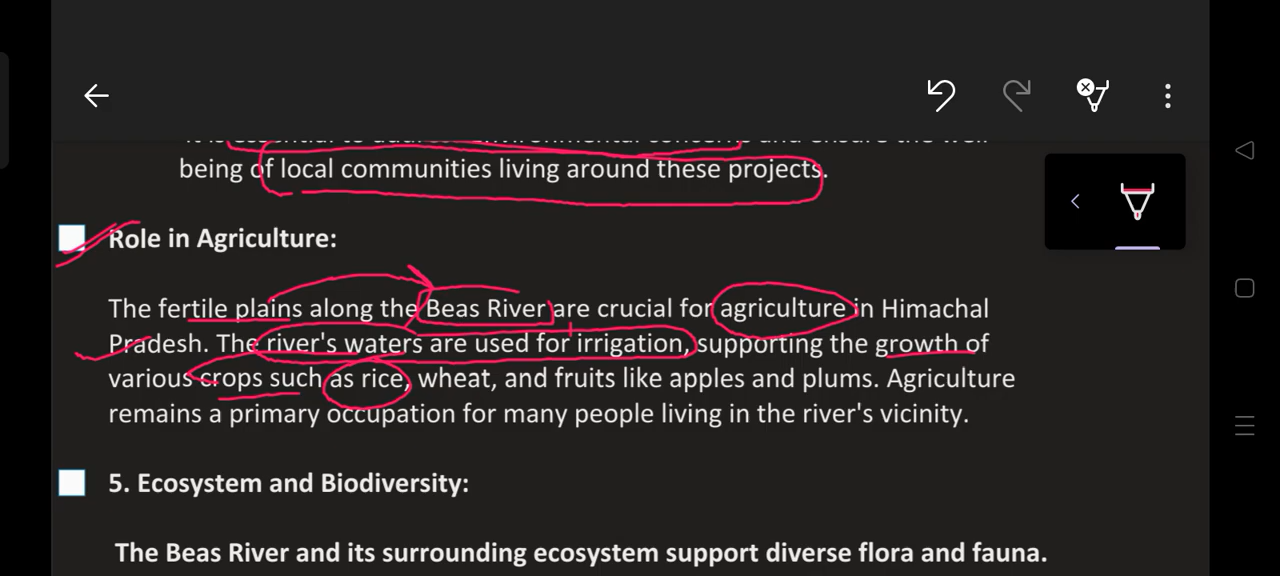 being of local communities living around these projects.
Role in Agriculture:
The fertile plains along the Beas River are crucial for agriculture in Himachal
Pradesh. The river's waters are used for irrigation, supporting the growth of
various crops such as rice, wheat, and fruits like apples and plums. Agriculture
remains a primary occupation for many people living in the river's vicinity.
5. Ecosystem and Biodiversity:
The Beas River and its surrounding ecosystem support diverse flora and fauna.